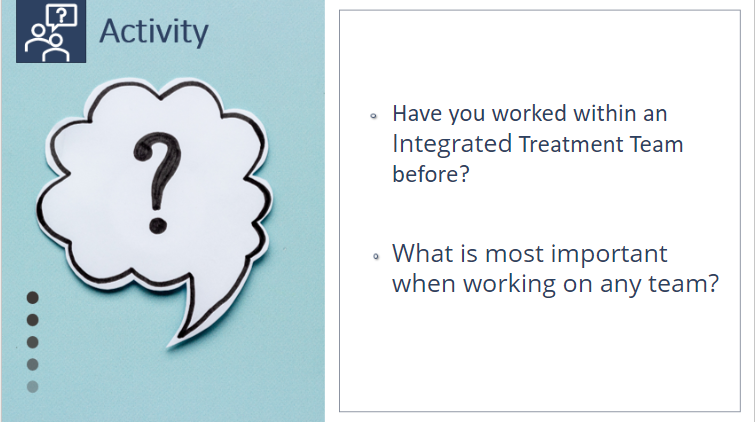 Activity
?
?
Have you worked within an
Integrated Treatment Team
before?
What is most important
when working on any team?